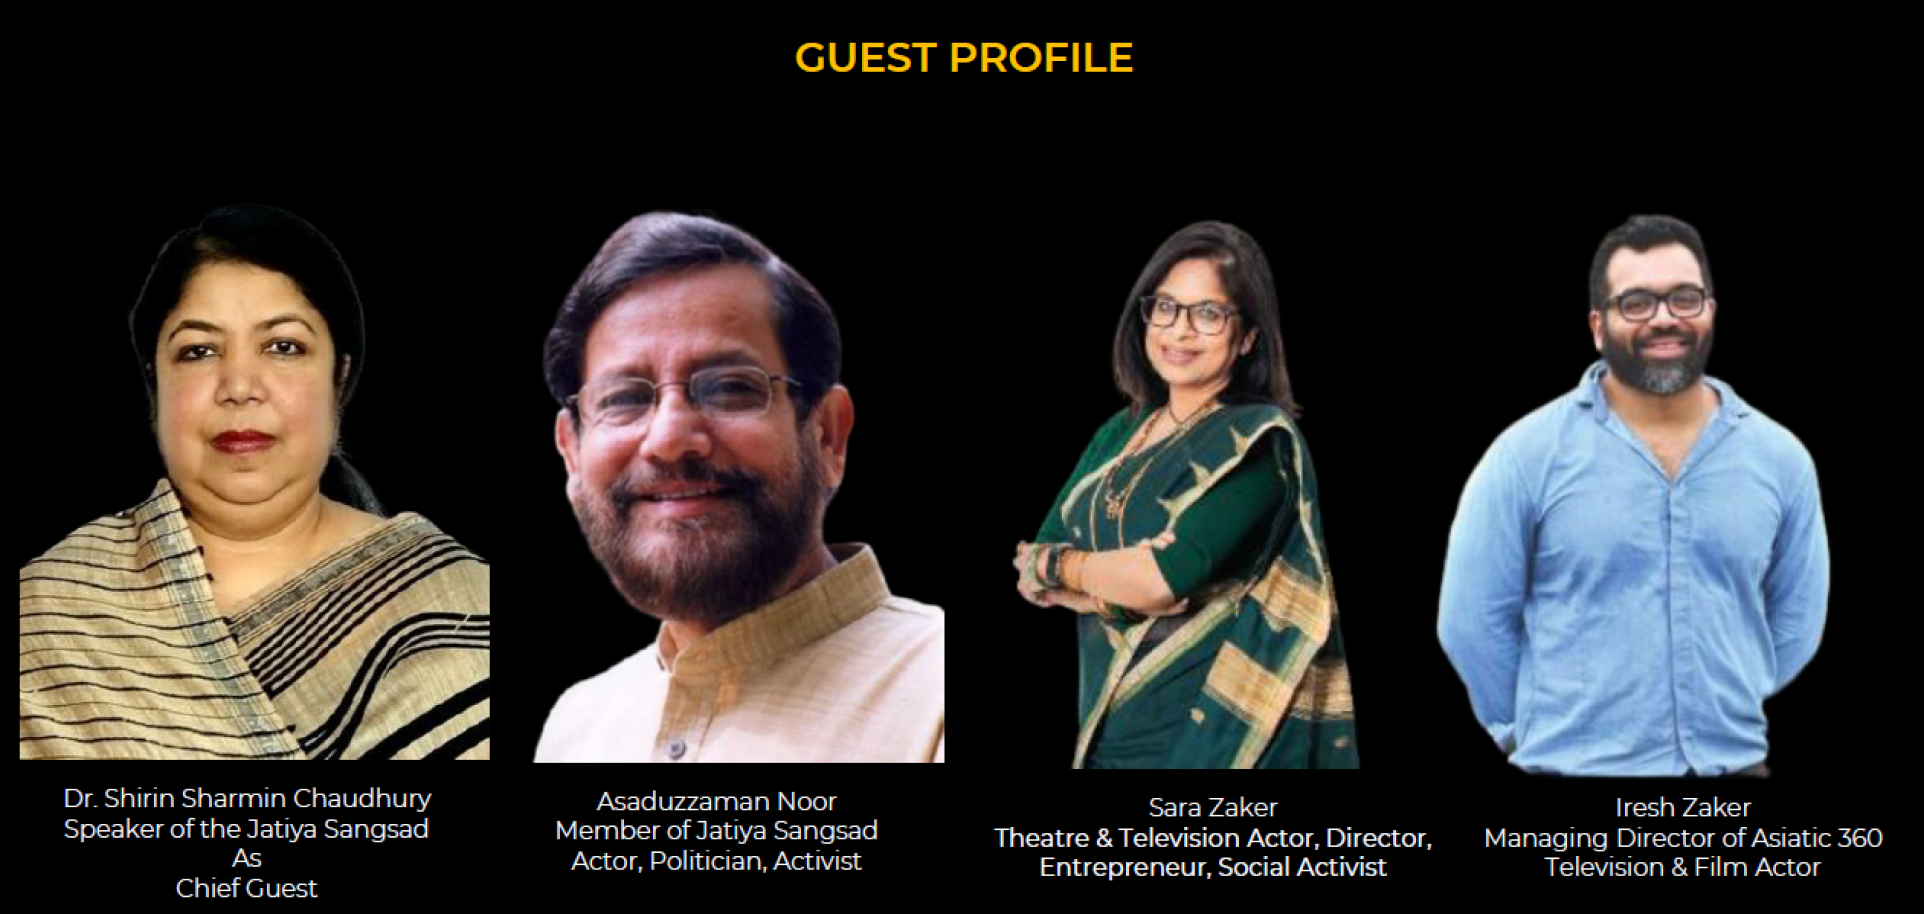 GUEST PROFILE
Dr. Shirin Sharmin Chaudhury
Speaker of the Jatiya Sangsad
As
Chief Guest
Asaduzzaman Noor
Member of Jatiya Sangsad
Actor, Politician, Activist
Sara Zaker
Theatre & Television Actor, Director,
Entrepreneur, Social Activist
Iresh Zaker
Managing Director of Asiatic 360
Television & Film Actor